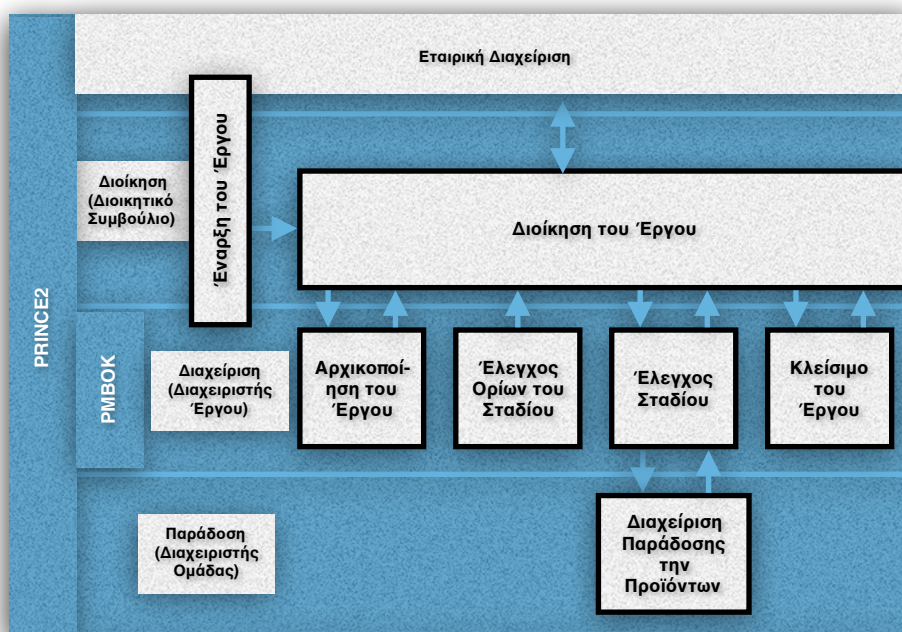 Εταιρική Διαχείριση
PRINCE2
Διοίκηση
(Διοικητικό
Συμβούλιο)
Έναρξη του Έργου
Διοίκηση του Έργου
PMBOK
Διαχείριση
(Διαχειριστής
Έργου)
Αρχικοποί-
ηση του
Έργου
Έλεγχος
Ορίων του
Σταδίου
Έλεγχος
Σταδίου
Κλείσιμο
του
Έργου
Παράδοση
(Διαχειριστής
Ομάδας)
Διαχείριση
Παράδοσης
την
Προϊόντων